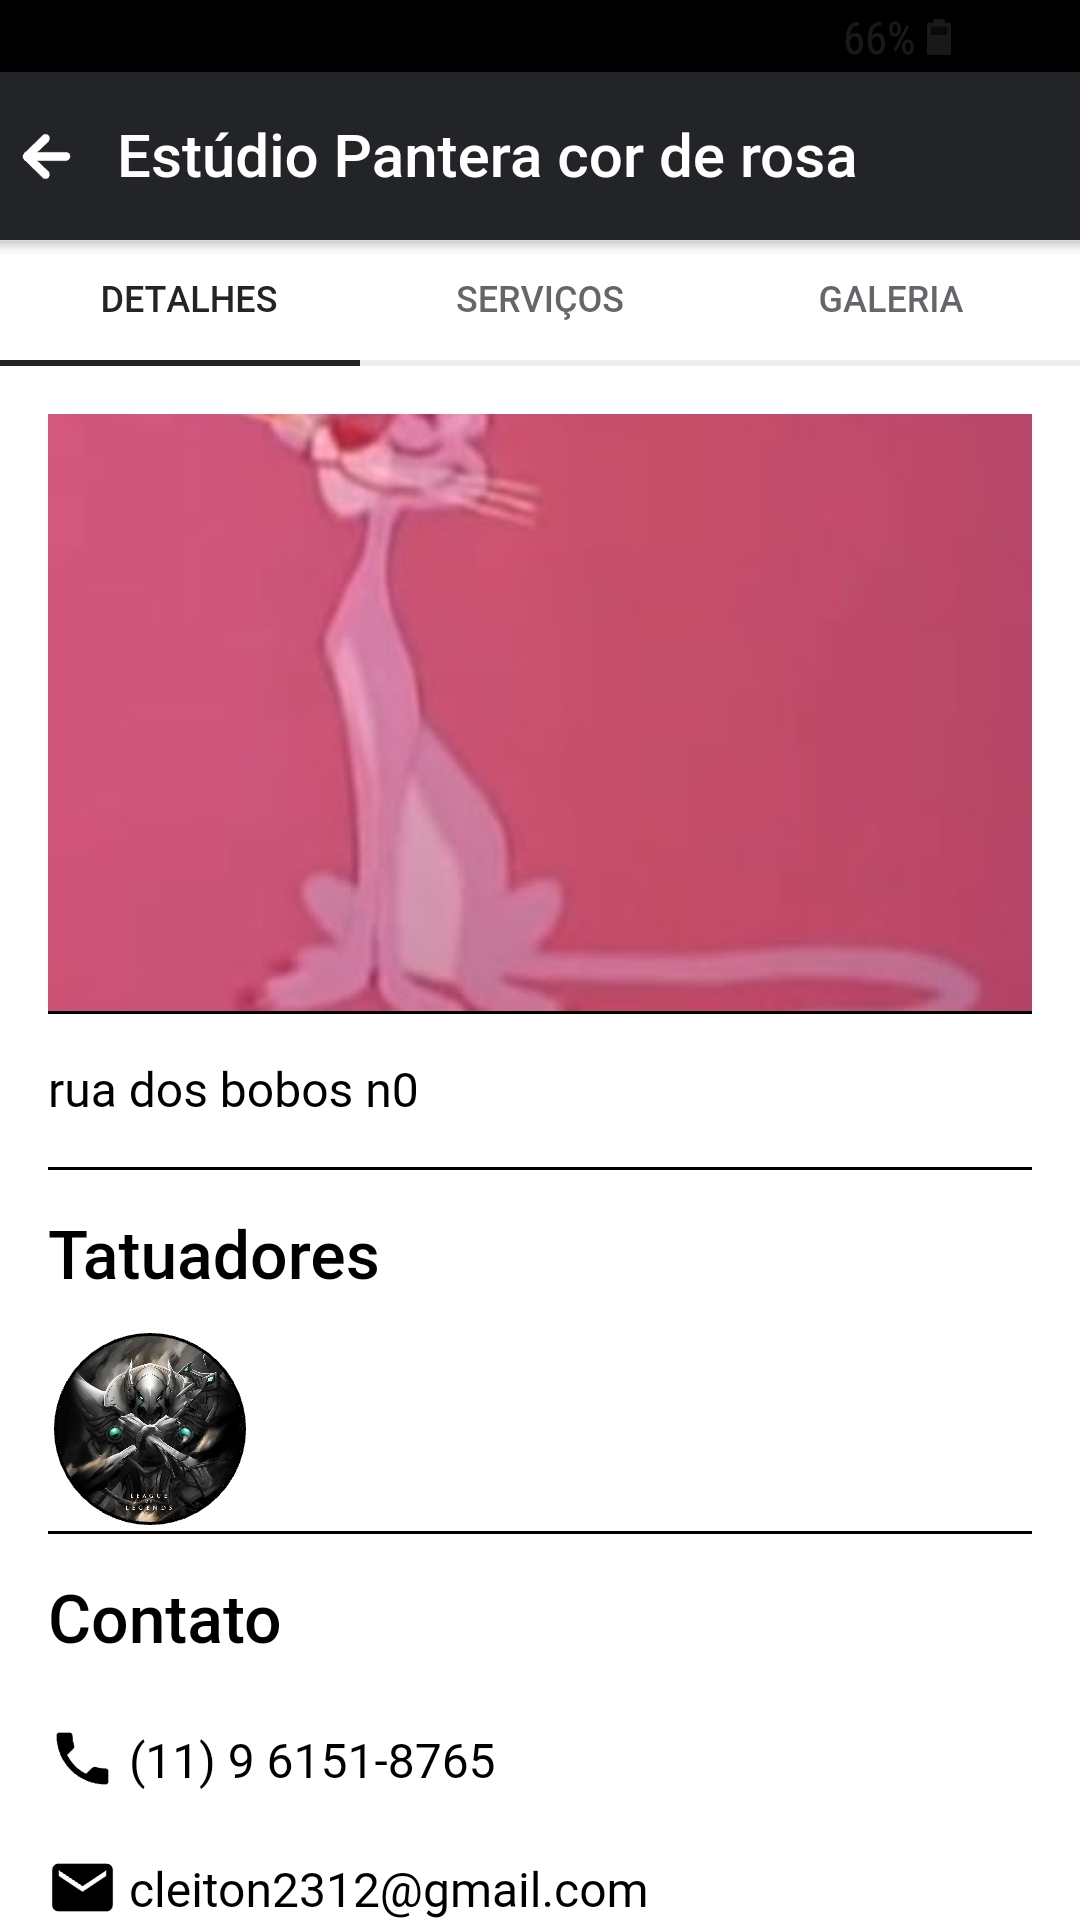 66%
Estúdio Pantera cor de rosa
DETALHES SERVIÇOS GALERIA
rua dos bobos n0
Tatuadores
LEAGUE
OF
LEGENDS
Contato
(11) 9 6151-8765
cleiton2312@gmail.com